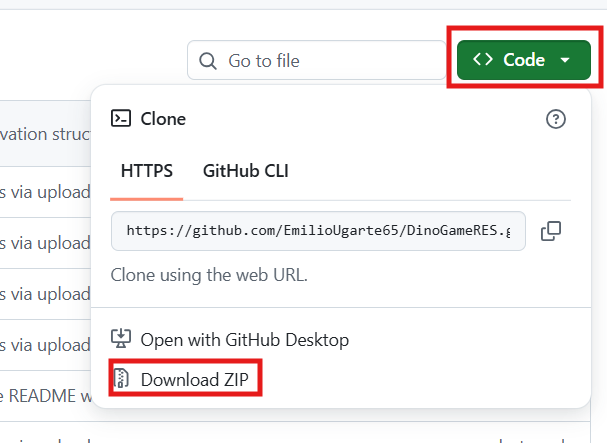 Go to file
<> Code
Clone
vation struc
HTTPS GitHub CLI
s via upload
https://github.com/EmilioUgarte65/DinoGameRES.g
s via upload
Clone using the web URL.
s via upload
s via upload
Open with GitHub Desktop
Download ZIP
e README w